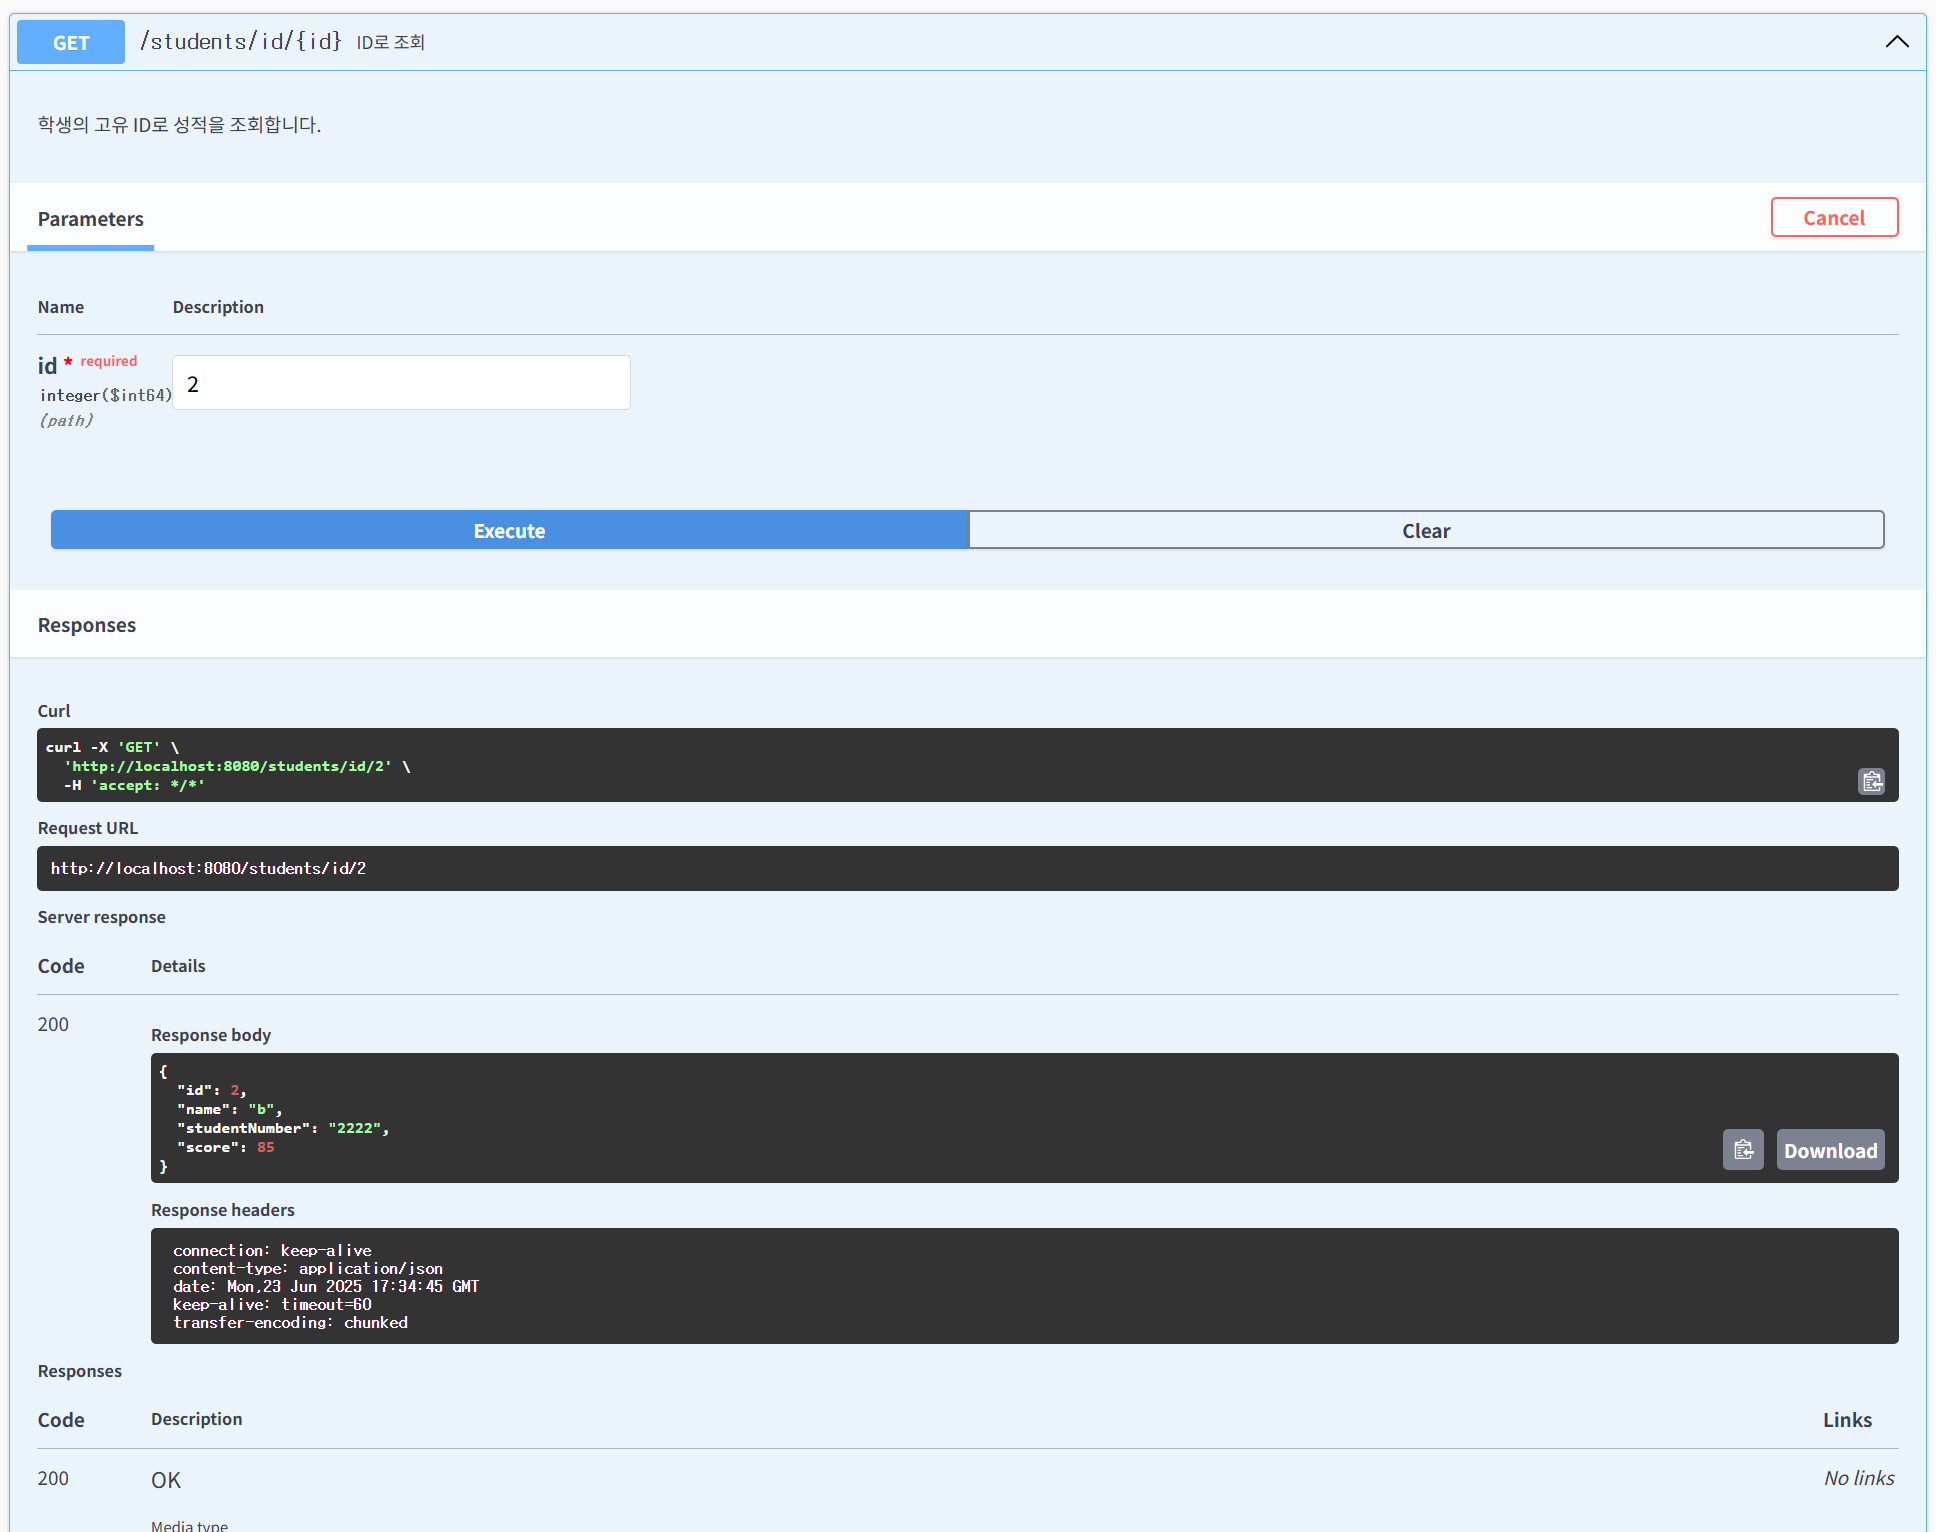 GET /students/id/{id} ID로 조회
학생의 고유 ID로 성적을 조회합니다.
Parameters
Cancel
Name Description
id * required
integer($int64)
(path)
2
Execute
Clear
Responses
Curl
curl -X 'GET' \
'http://localhost:8080/students/id/2' \
-H 'accept: */*'
Request URL
http://localhost:8080/students/id/2
Server response
Code Details
200
Response body
{
"id": 2,
"name": "b",
"studentNumber": "2222",
"score": 85
}
Download
Response headers
connection: keep-alive
content-type: application/json
date: Mon,23 Jun 2025 17:34:45 GMT
keep-alive: timeout=60
transfer-encoding: chunked
Responses
Code Description Links
200 OK No links
Media type